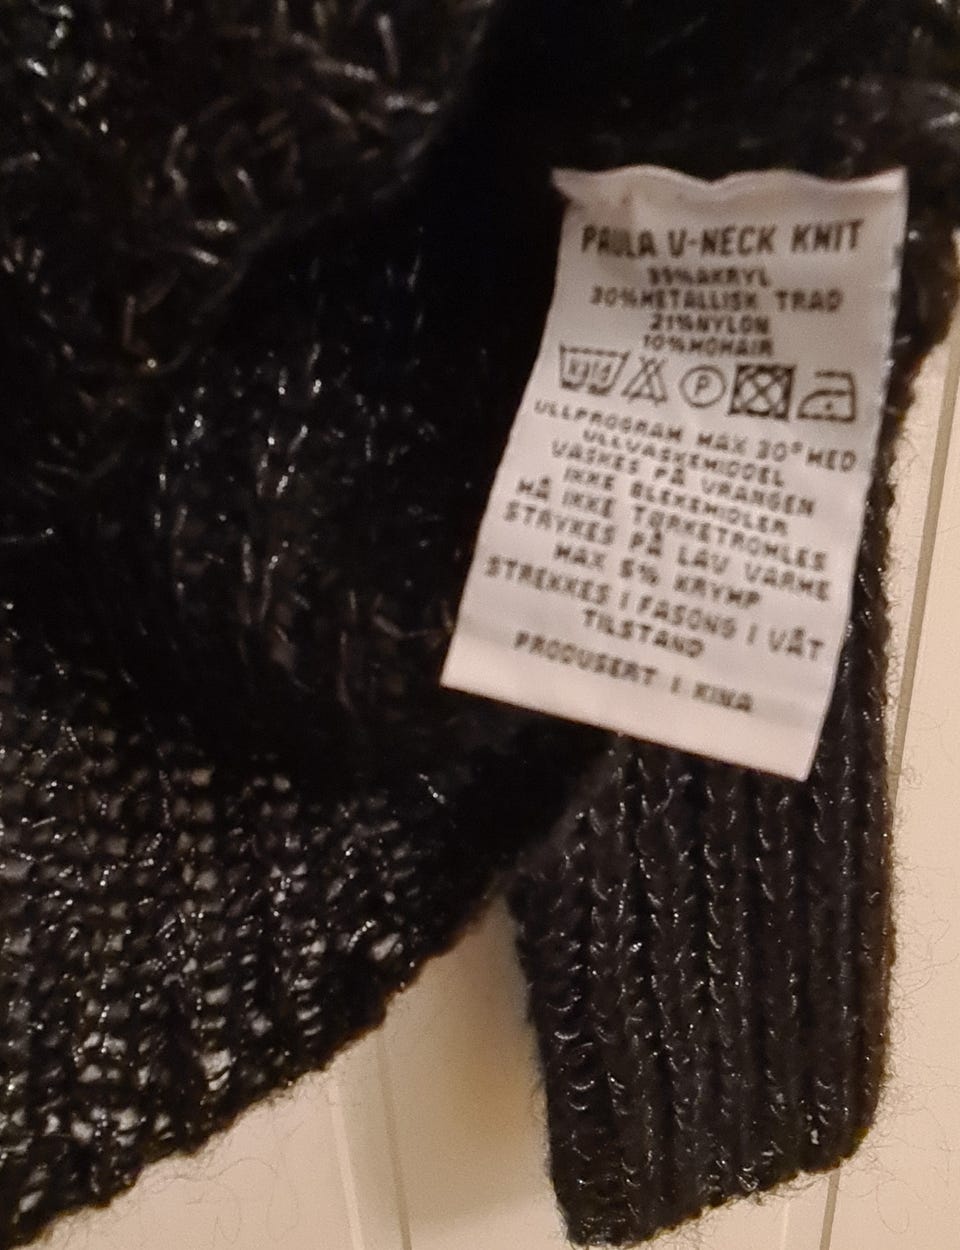 PAULA U-NECK KNIT
39%AKRYL
30%METALLISK TRAD
21%NYLON
10%MOHAIR
P
ULLPROGRAM MAX 30° MED
ULLVASKEMIDDEL
VASKES PÅ VRANGEN
IKKE BLEKEMIDLER
MÅ IKKE TØRKETROMLES
STRYKES PÅ LAV VARME
MAX 5% KRYMP
STREKKES I FASONG I VÅT
TILSTAND
PRODUSERT I KINA